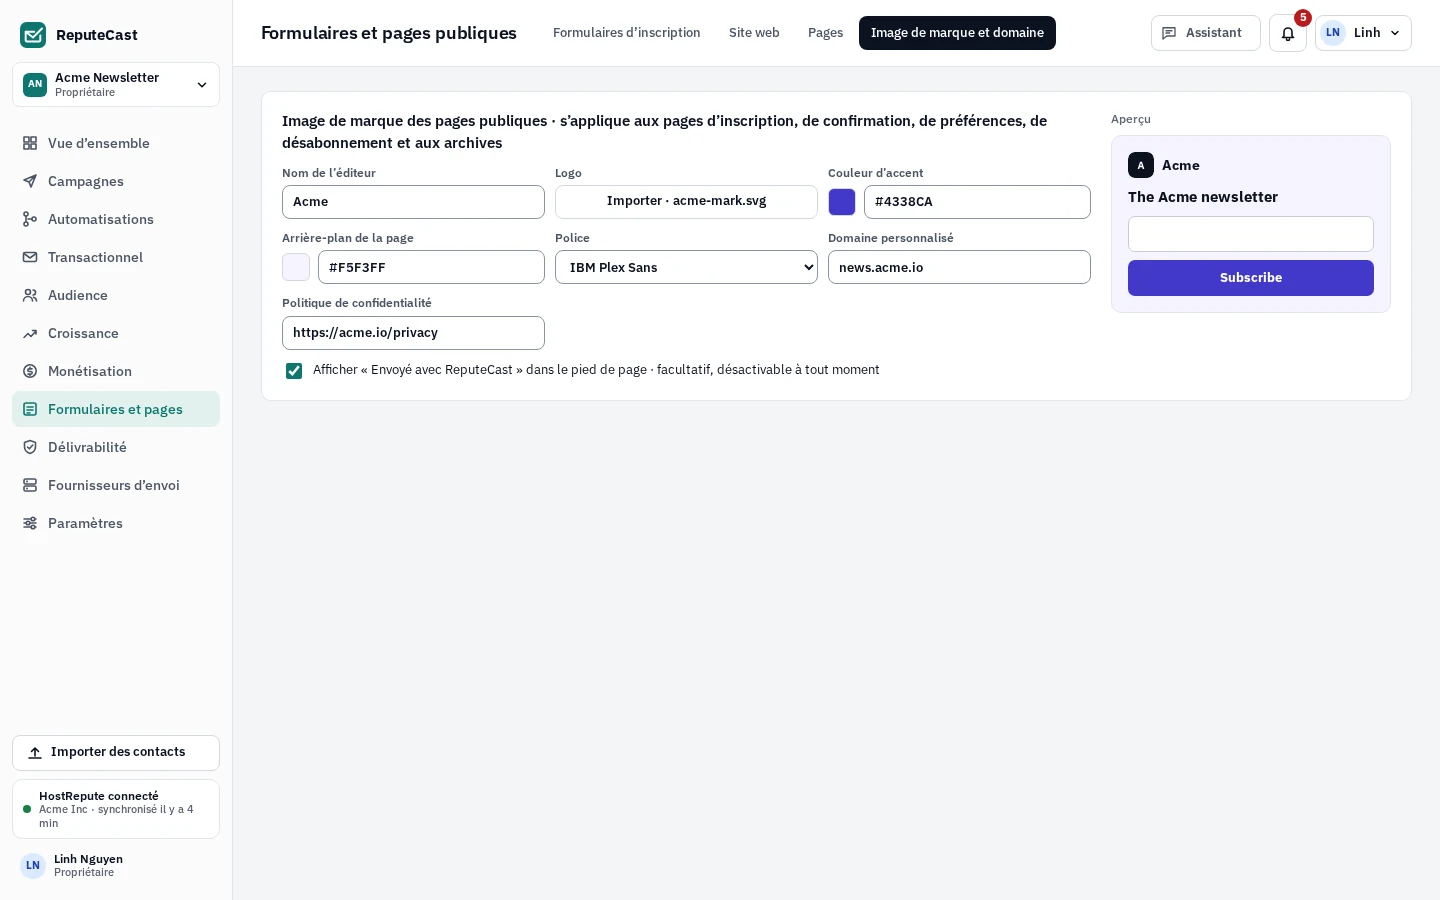 ReputeCast
AN
Acme Newsletter
Propriétaire
Vue d’ensemble
Campagnes
Automatisations
Transactionnel
Audience
Croissance
Monétisation
Formulaires et pages
Délivrabilité
Fournisseurs d’envoi
Paramètres
Importer des contacts
HostRepute connecté
Acme Inc · synchronisé il y a 4
min
LN
Linh Nguyen
Propriétaire
Formulaires et pages publiques
Formulaires d’inscription
Site web
Pages
Image de marque et domaine
Assistant
5
LN
Linh
Image de marque des pages publiques · s’applique aux pages d’inscription, de confirmation, de préférences, de
désabonnement et aux archives
Nom de l’éditeur
Acme
Logo
Importer · acme-mark.svg
Couleur d’accent
#4338CA
Arrière-plan de la page
#F5F3FF
Police
IBM Plex Sans
Domaine personnalisé
news.acme.io
Politique de confidentialité
https://acme.io/privacy
Afficher « Envoyé avec ReputeCast » dans le pied de page · facultatif, désactivable à tout moment
Aperçu
A
Acme
The Acme newsletter
Subscribe